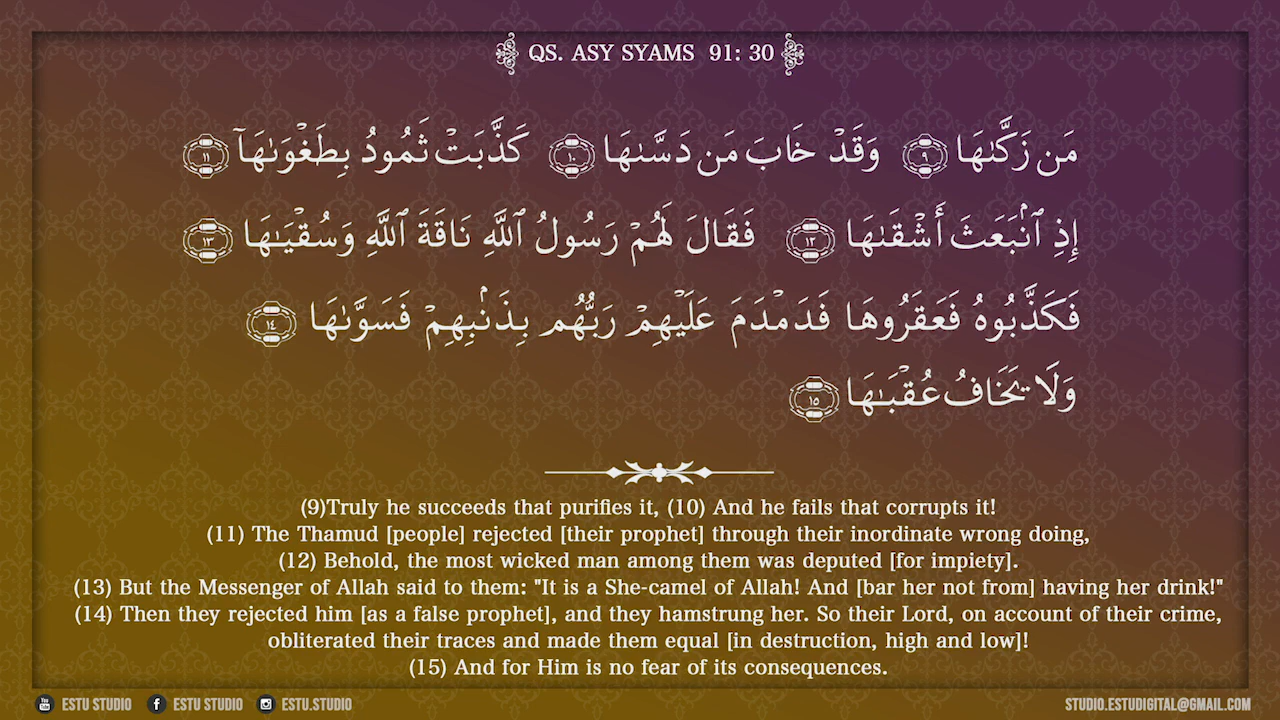 QS. ASY SYAMS 91: 30
مَن زَكَّىٰهَا ٩ وَقَدْ خَابَ مَن دَسَّىٰهَا ١٠ كَذَّبَتْ ثَمُودُ بِطَغْوَىٰهَآ ١١
إِذِ ٱنۢبَعَثَ أَشْقَىٰهَا ١٢ فَقَالَ لَهُمْ رَسُولُ ٱللَّهِ نَاقَةَ ٱللَّهِ وَسُقْيَـٰهَا ١٣
فَكَذَّبُوهُ فَعَقَرُوهَا فَدَمْدَمَ عَلَيْهِمْ رَبُّهُم بِذَنۢبِهِمْ فَسَوَّىٰهَا ١٤
وَلَا يَخَافُ عُقْبَـٰهَا ١٥
(9)Truly he succeeds that purifies it, (10) And he fails that corrupts it!
(11) The Thamud [people] rejected [their prophet] through their inordinate wrong doing,
(12) Behold, the most wicked man among them was deputed [for impiety].
(13) But the Messenger of Allah said to them: "It is a She-camel of Allah! And [bar her not from] having her drink!"
(14) Then they rejected him [as a false prophet], and they hamstrung her. So their Lord, on account of their crime,
obliterated their traces and made them equal [in destruction, high and low]!
(15) And for Him is no fear of its consequences.
You Tube ESTU STUDIO f ESTU STUDIO ESTU.STUDIO STUDIO.ESTUDIGITAL@GMAIL.COM